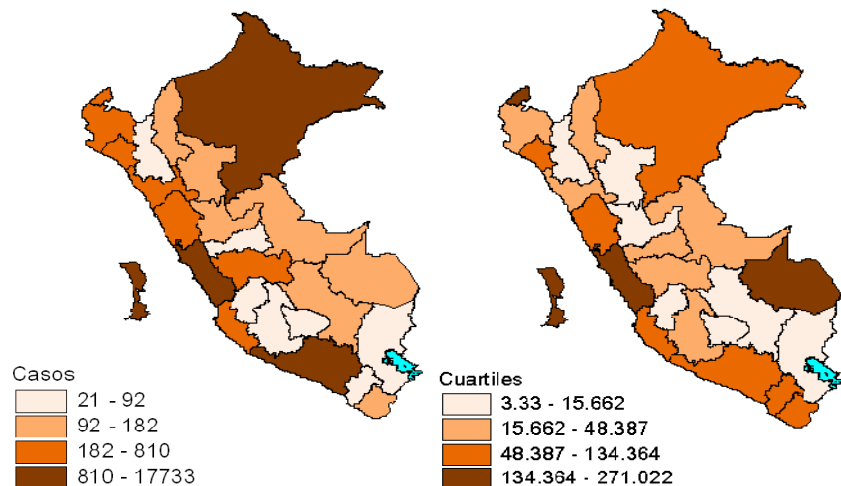 Casos
21 - 92
92 - 182
182 - 810
810 - 17733
Cuartiles
3.33 - 15.662
15.662 - 48.387
48.387 - 134.364
134.364 - 271.022